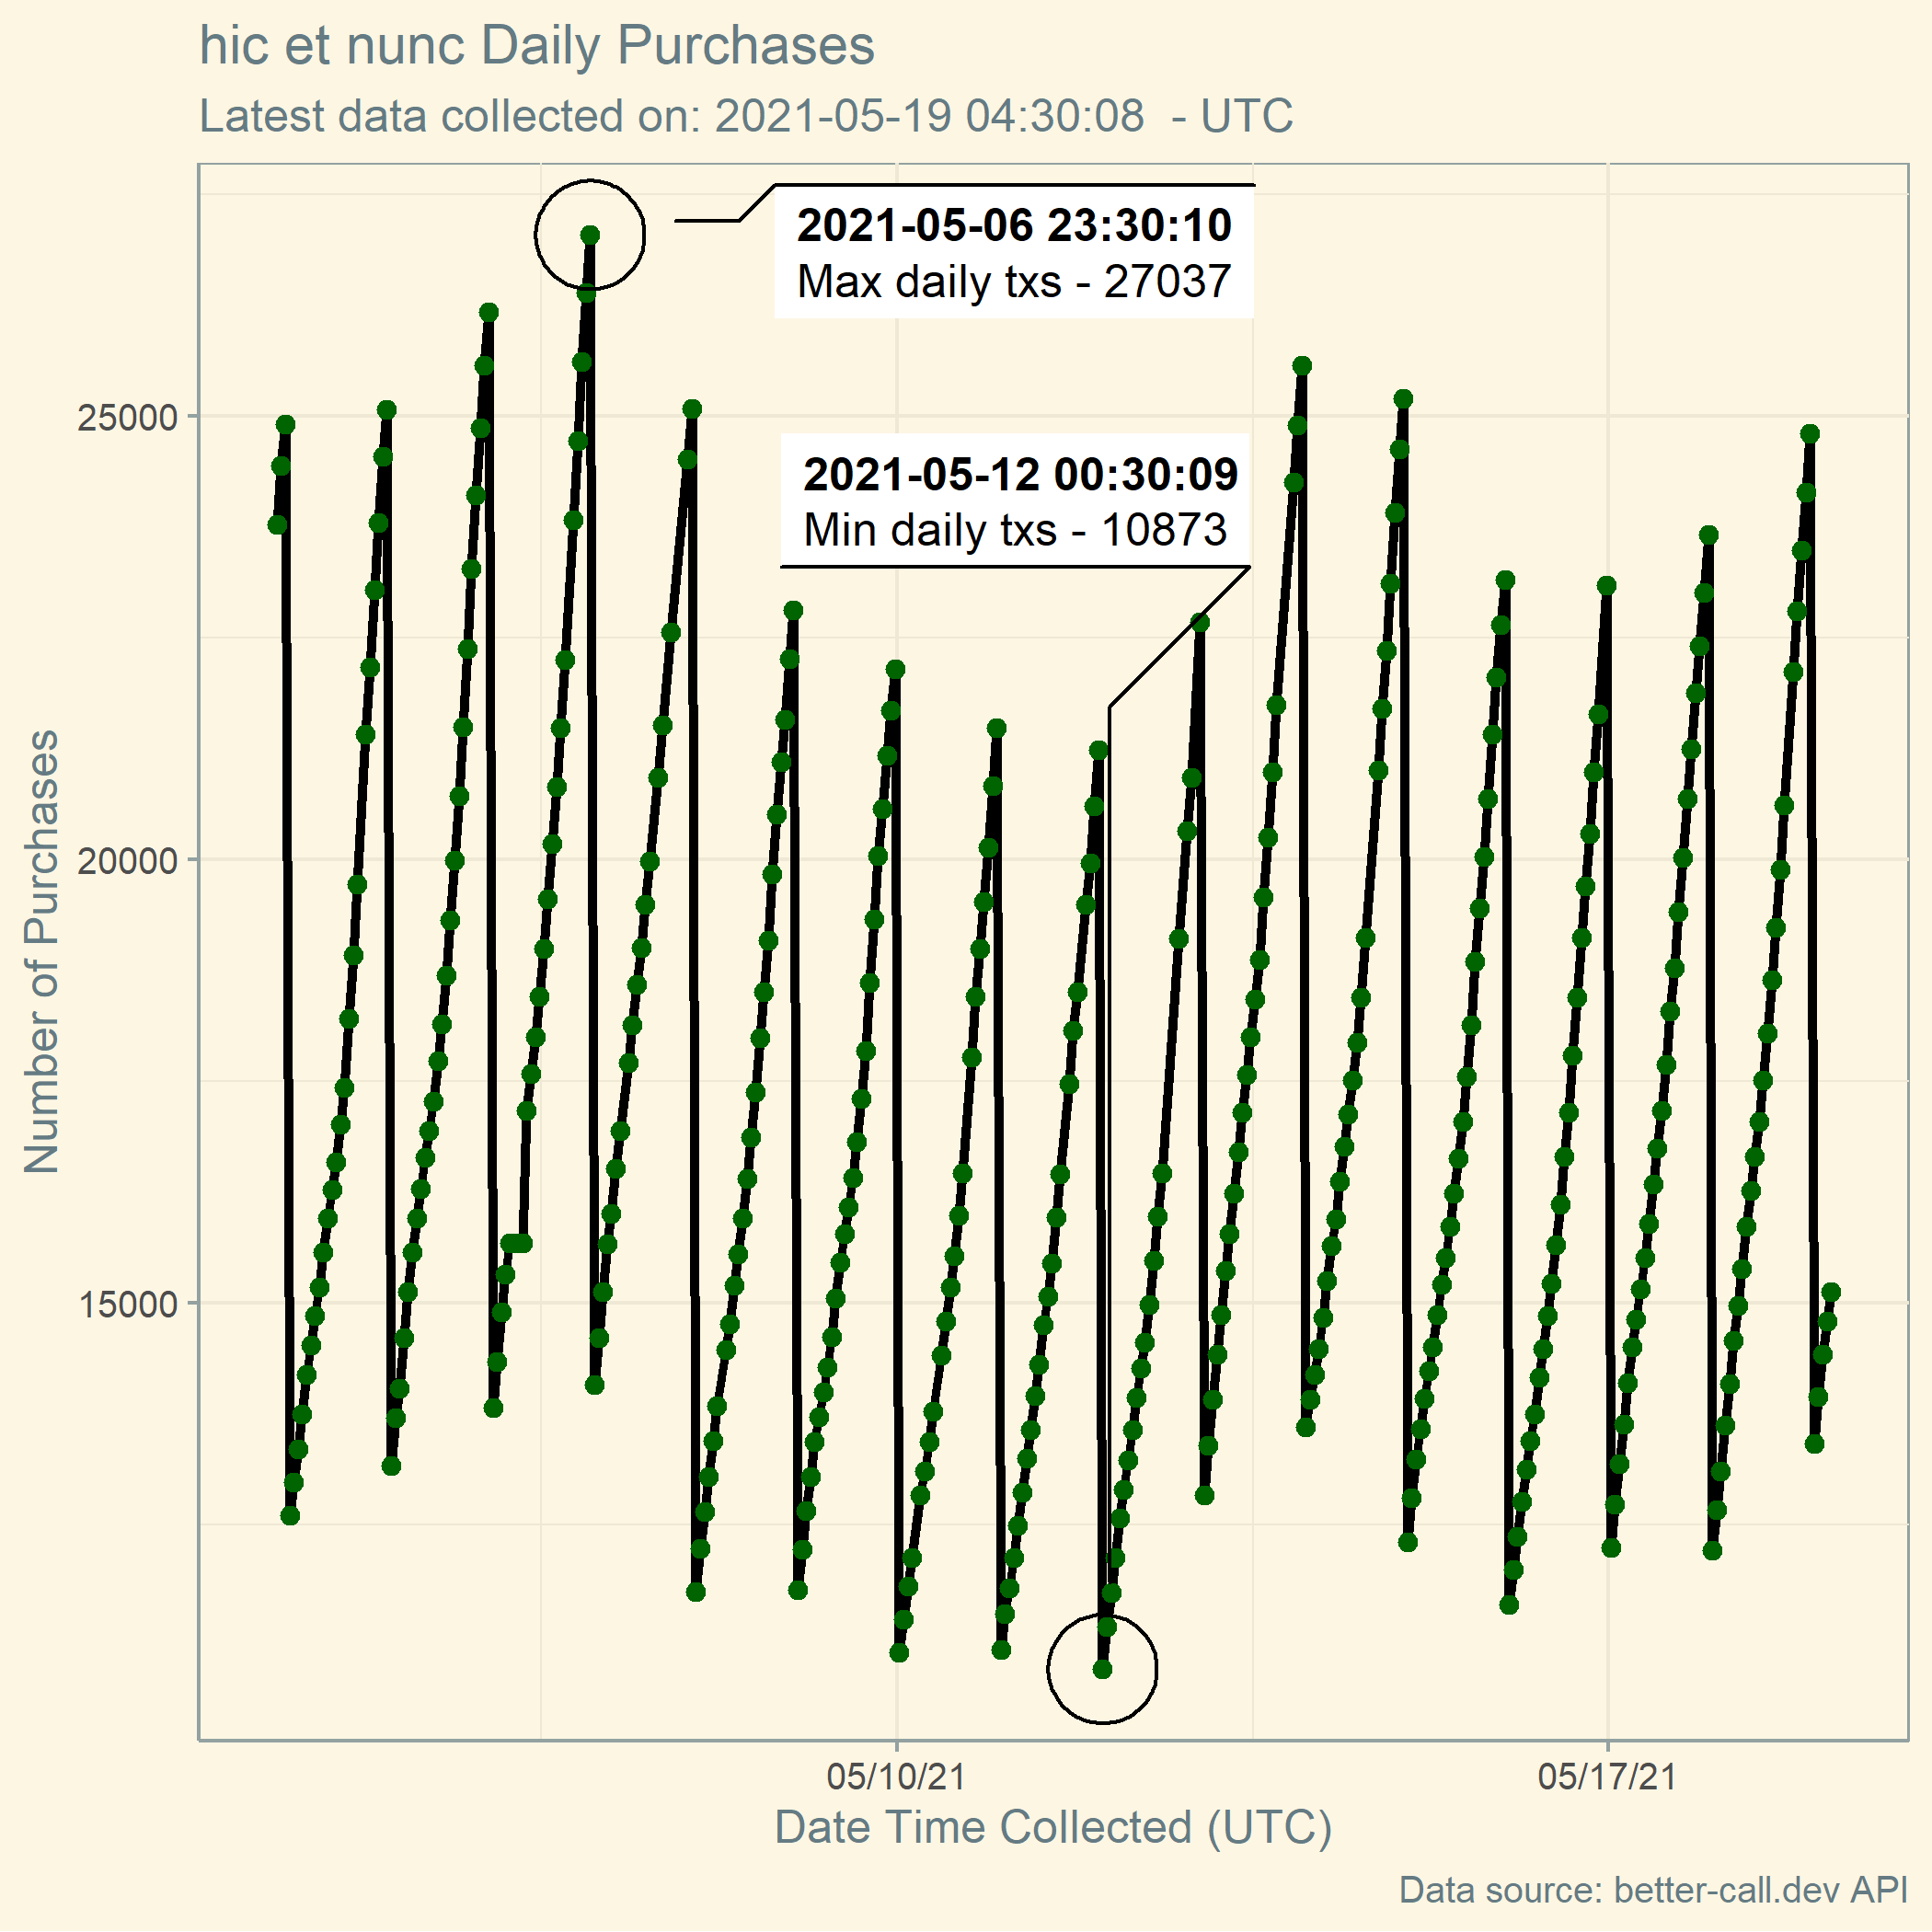 hic et nunc Daily Purchases
Latest data collected on: 2021-05-19 04:30:08  - UTC
2021-05-06 23:30:10
Max daily txs - 27037
2021-05-12 00:30:09
Min daily txs - 10873
Number of Purchases
25000
20000
15000
05/10/21
05/17/21
Date Time Collected (UTC)
Data source: better-call.dev API